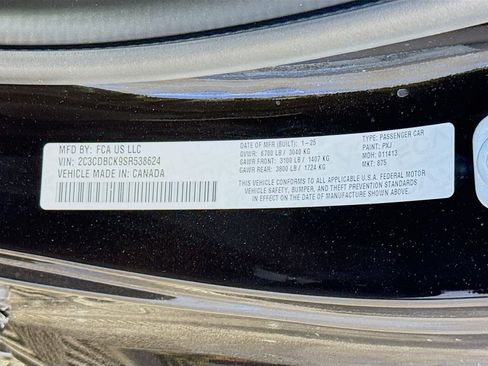 MFD BY: FCA US LLC
VIN: 2C3CDBCK9SR538624
VEHICLE MADE IN: CANADA
DATE OF MFR (BUILT): 1-25
GVWR: 6700 LB / 3040 KG
GAWR FRONT: 3100 LB / 1407 KG
GAWR REAR: 3800 LB / 1724 KG
THIS VEHICLE CONFORMS TO ALL APPLICABLE U.S.A. FEDERAL MOTOR
VEHICLE SAFETY, BUMPER, AND THEFT PREVENTION STANDARDS
IN EFFECT ON THE DATE OF MANUFACTURE SHOWN ABOVE.
TYPE: PASSENGER CAR
PAINT: PXJ
MDH: 011413
MKT: 875